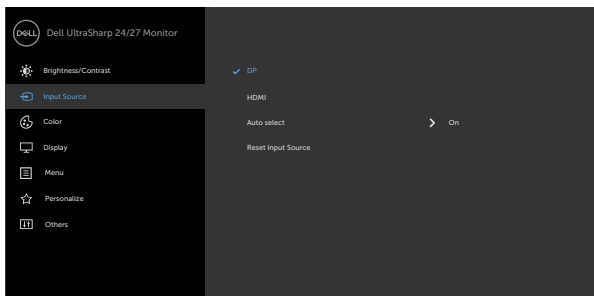 DELL Dell UltraSharp 24/27 Monitor
Brightness/Contrast
Input Source
Color
Display
Menu
Personalize
Others
DP
HDMI
Auto select On
Reset Input Source